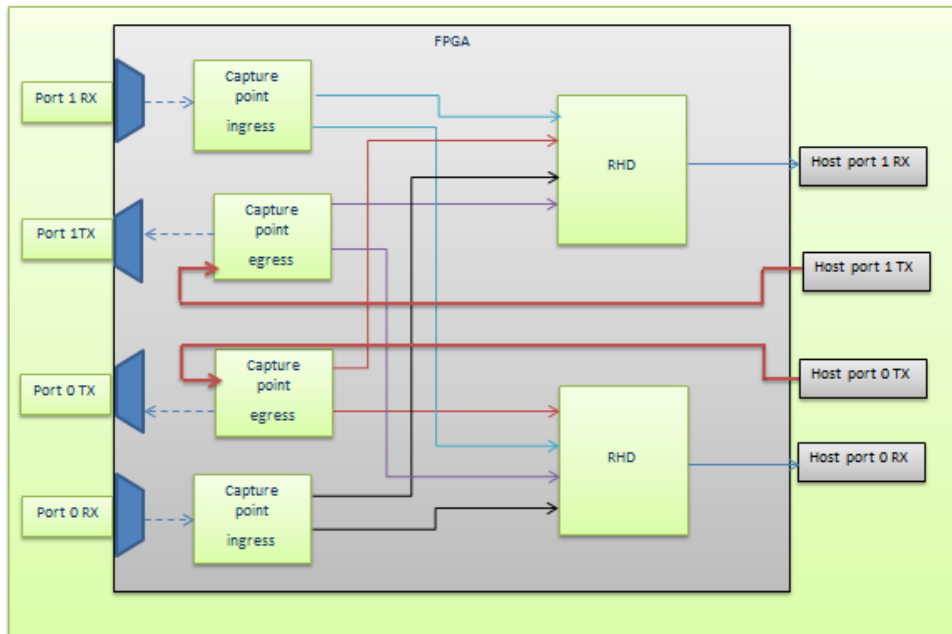 FPGA
Port 1 RX
Capture
point
ingress
RHD
Host port 1 RX
Port 1TX
Capture
point
egress
Host port 1 TX
Port 0 TX
Capture
point
egress
Host port 0 TX
RHD
Host port 0 RX
Port 0 RX
Capture
point
ingress